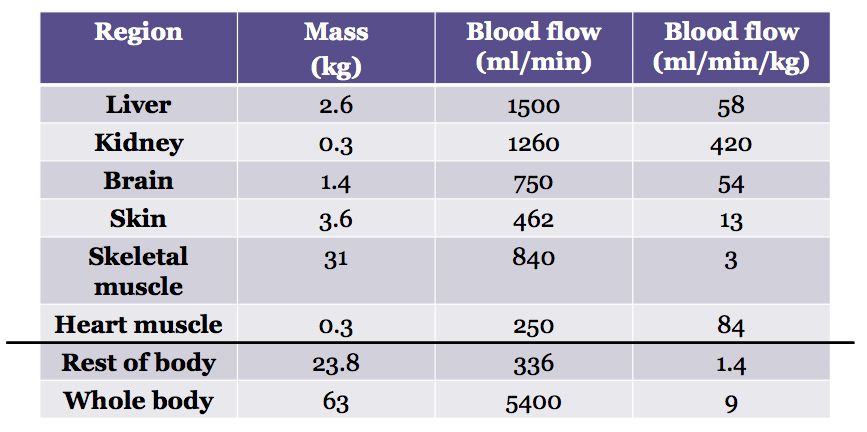 Region Mass (kg) Blood flow (ml/min) Blood flow (ml/min/kg)
Liver 2.6 1500 58
Kidney 0.3 1260 420
Brain 1.4 750 54
Skin 3.6 462 13
Skeletal muscle 31 840 3
Heart muscle 0.3 250 84
Rest of body 23.8 336 1.4
Whole body 63 5400 9